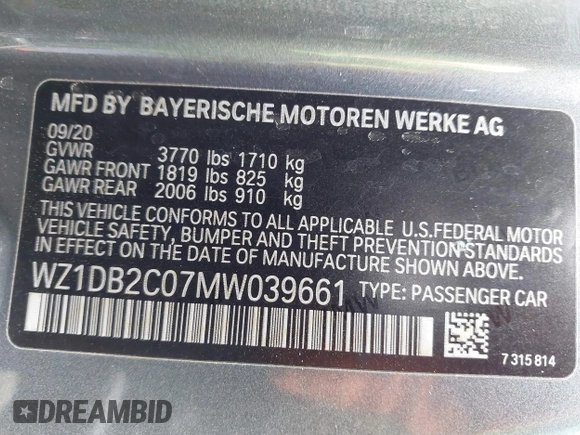 MFD BY BAYERISCHE MOTOREN WERKE AG
09/20
GVWR 3770 lbs 1710 kg
GAWR FRONT 1819 lbs 825 kg
GAWR REAR 2006 lbs 910 kg
THIS VEHICLE CONFORMS TO ALL APPLICABLE U.S.FEDERAL MOTOR
VEHICLE SAFETY, BUMPER AND THEFT PREVENTION STANDARDS
IN EFFECT ON THE DATE OF MANUFACTURE SHOWN ABOVE.
WZ1DB2C07MW039661 TYPE: PASSENGER CAR
7 315 814
DREAMBID